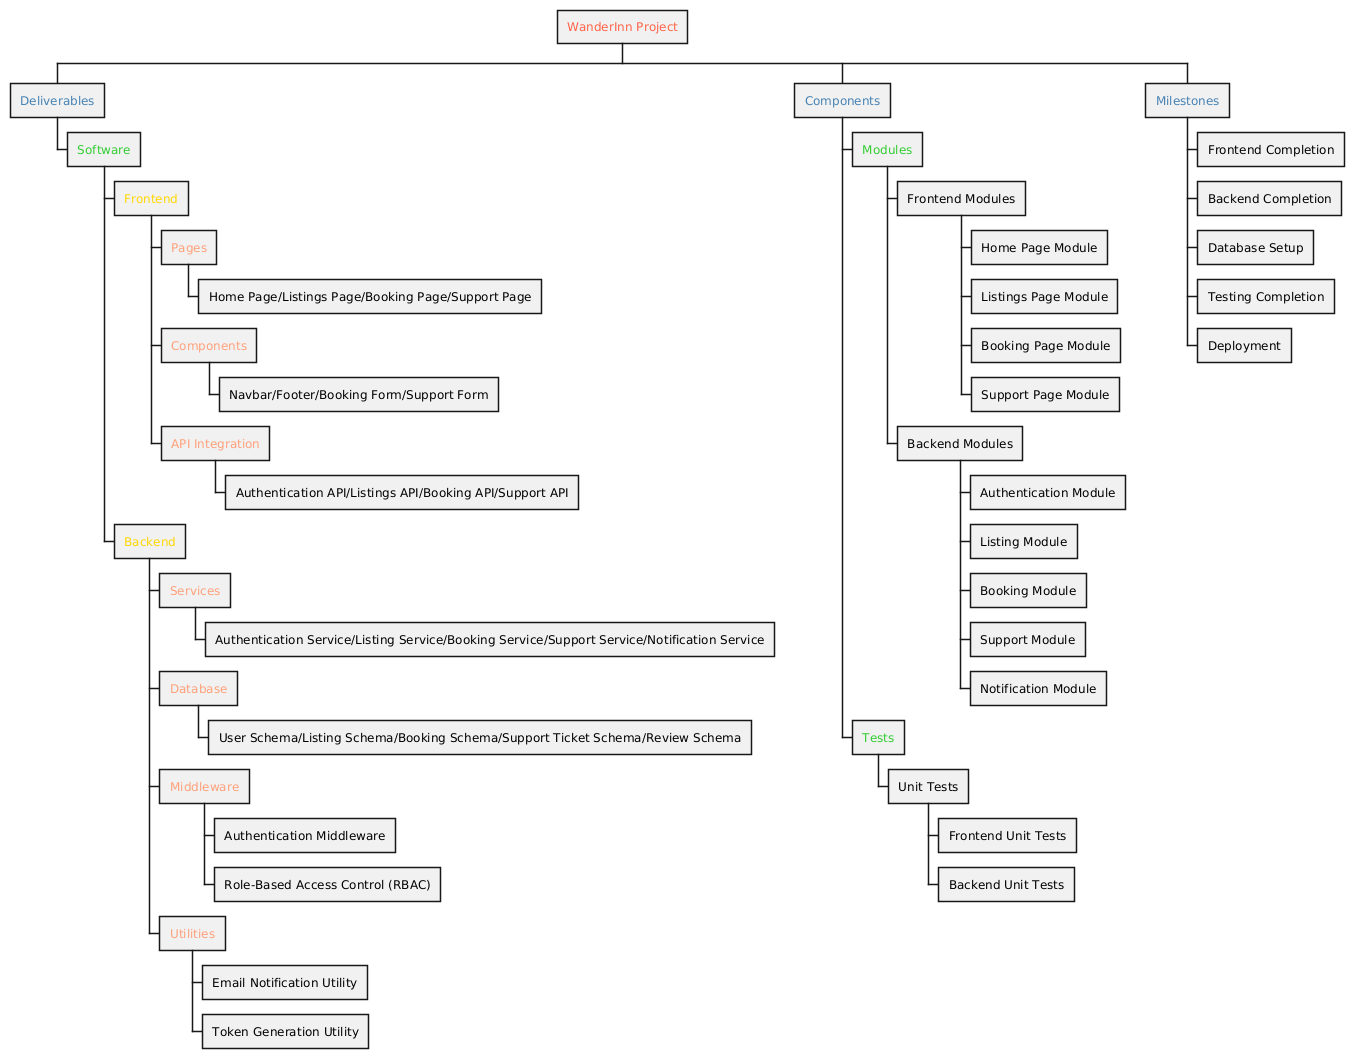 WanderInn Project
Deliverables
Software
Frontend
Pages
Home Page/Listings Page/Booking Page/Support Page
Components
Navbar/Footer/Booking Form/Support Form
API Integration
Authentication API/Listings API/Booking API/Support API
Backend
Services
Authentication Service/Listing Service/Booking Service/Support Service/Notification Service
Database
User Schema/Listing Schema/Booking Schema/Support Ticket Schema/Review Schema
Middleware
Authentication Middleware
Role-Based Access Control (RBAC)
Utilities
Email Notification Utility
Token Generation Utility
Components
Modules
Frontend Modules
Home Page Module
Listings Page Module
Booking Page Module
Support Page Module
Backend Modules
Authentication Module
Listing Module
Booking Module
Support Module
Notification Module
Tests
Unit Tests
Frontend Unit Tests
Backend Unit Tests
Milestones
Frontend Completion
Backend Completion
Database Setup
Testing Completion
Deployment